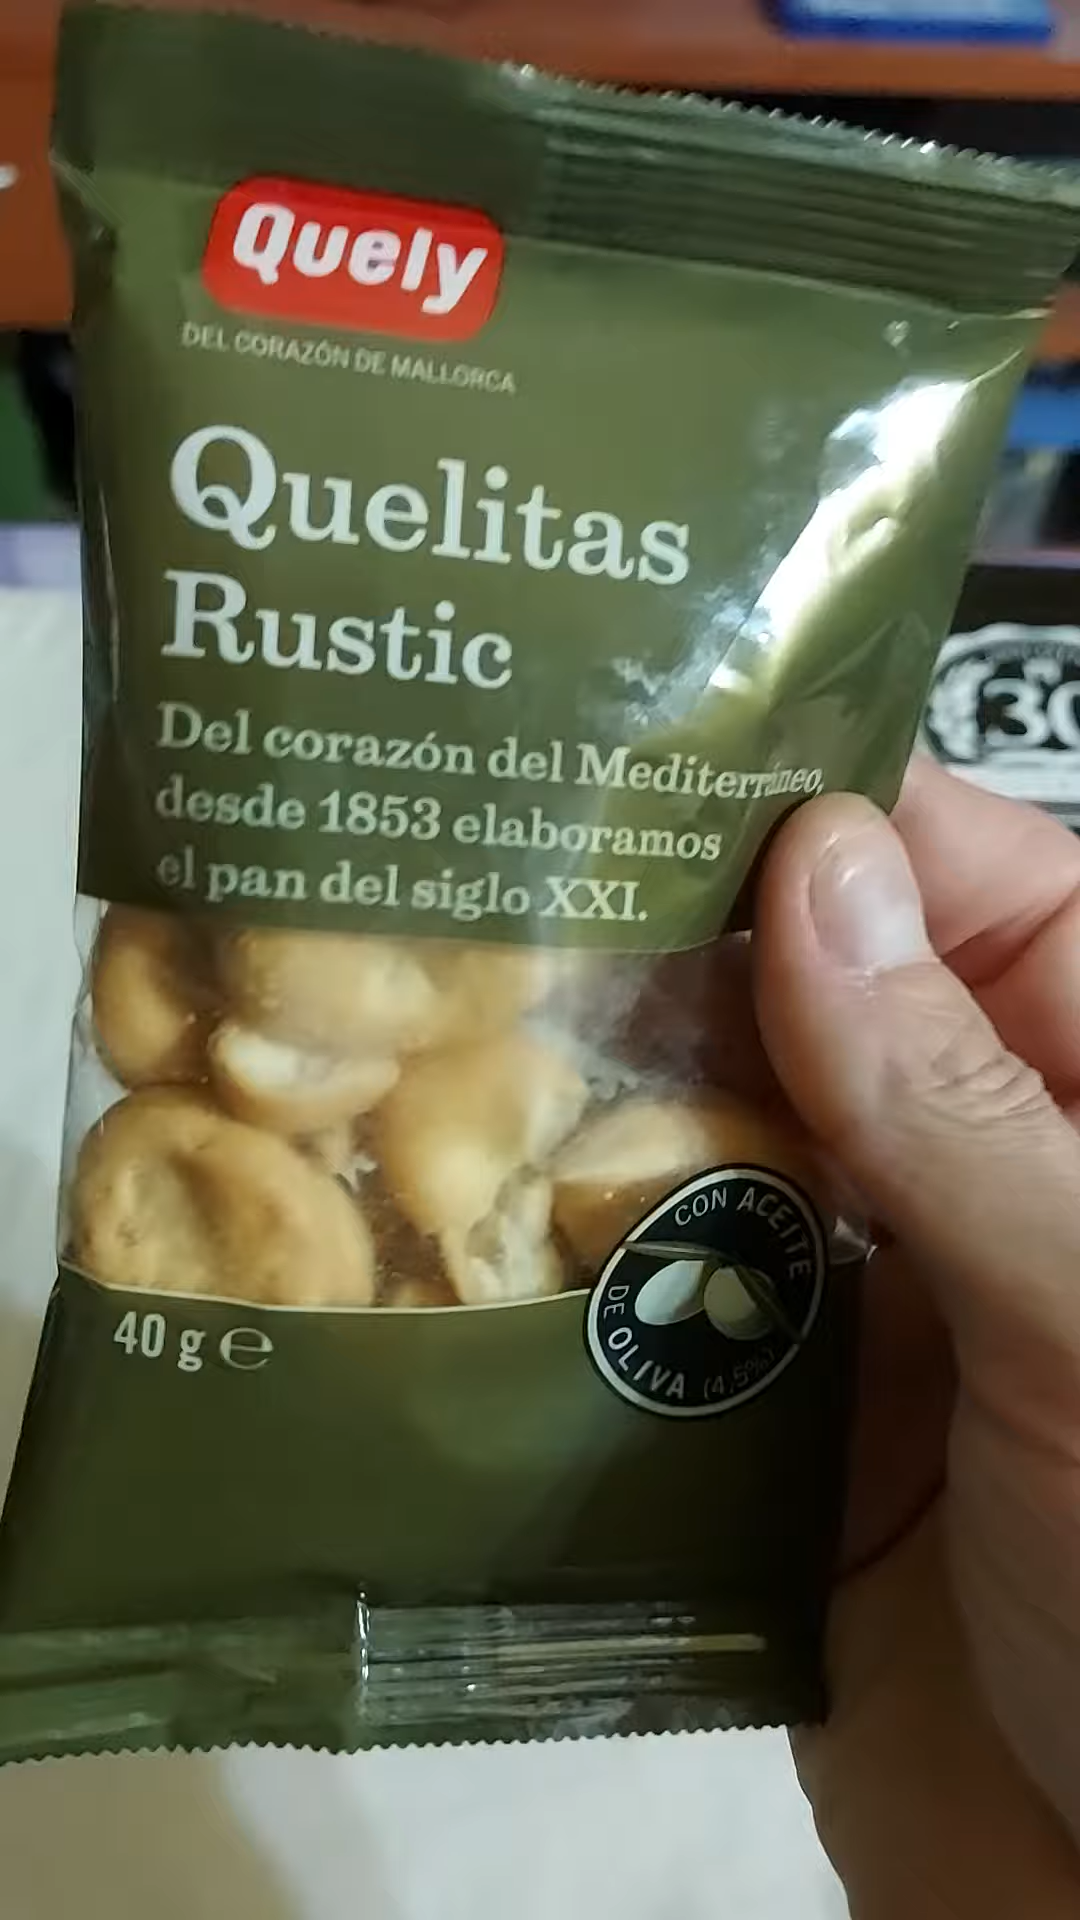 Quely
DEL CORAZÓN DE MALLORCA
Quelitas
Rustic
Del corazón del Mediterráneo,
desde 1853 elaboramos
el pan del siglo XXI.
30
40 g e
CON ACEITE
DE OLIVA (4,5%)